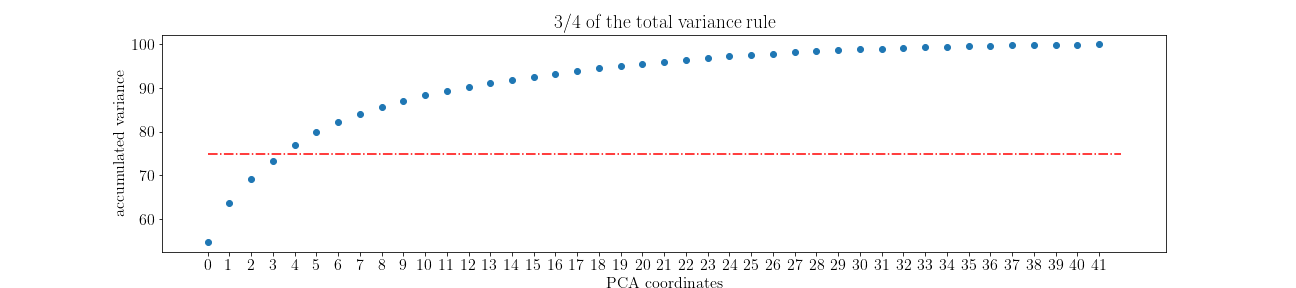 3/4 of the total variance rule
accumulated variance
100
90
80
70
60
0 1 2 3 4 5 6 7 8 9 10 11 12 13 14 15 16 17 18 19 20 21 22 23 24 25 26 27 28 29 30 31 32 33 34 35 36 37 38 39 40 41
PCA coordinates